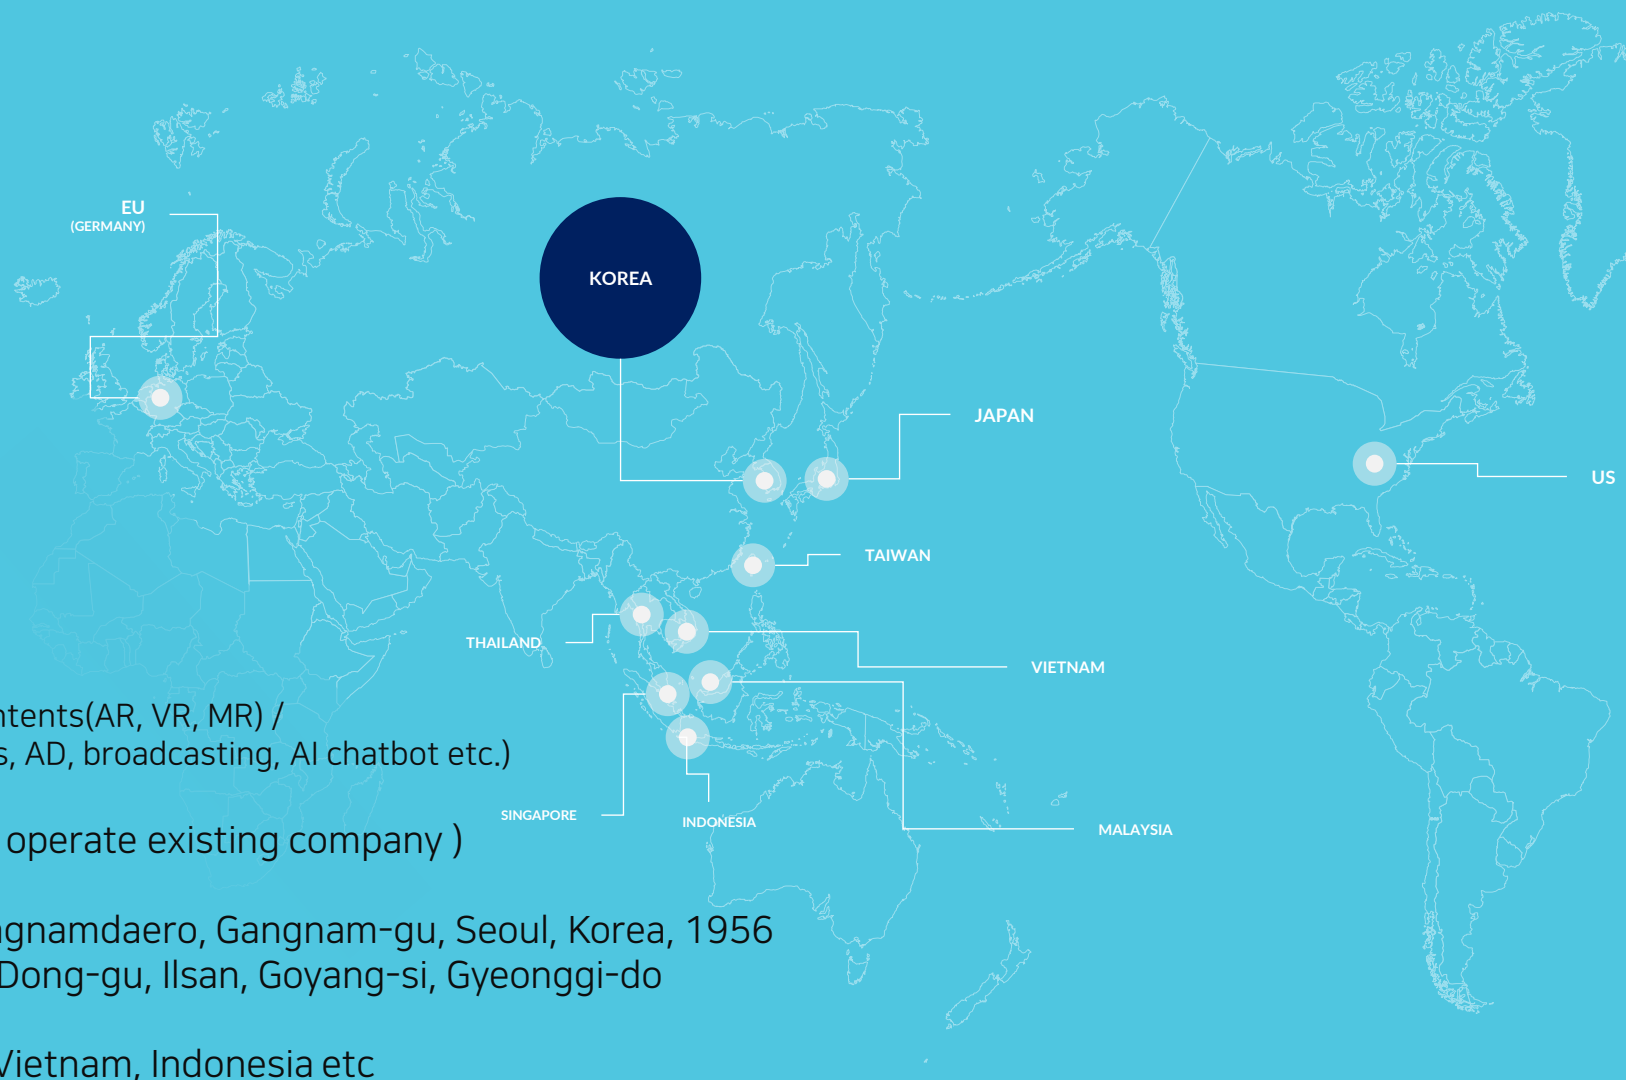 EU
(GERMANY)
KOREA
JAPAN
US
TAIWAN
THAILAND
VIETNAM
ntents(AR, VR, MR) /
s, AD, broadcasting, AI chatbot etc.)
SINGAPORE
INDONESIA
MALAYSIA
operate existing company )
gnamdaero, Gangnam-gu, Seoul, Korea, 1956
Dong-gu, Ilsan, Goyang-si, Gyeonggi-do
Vietnam, Indonesia etc